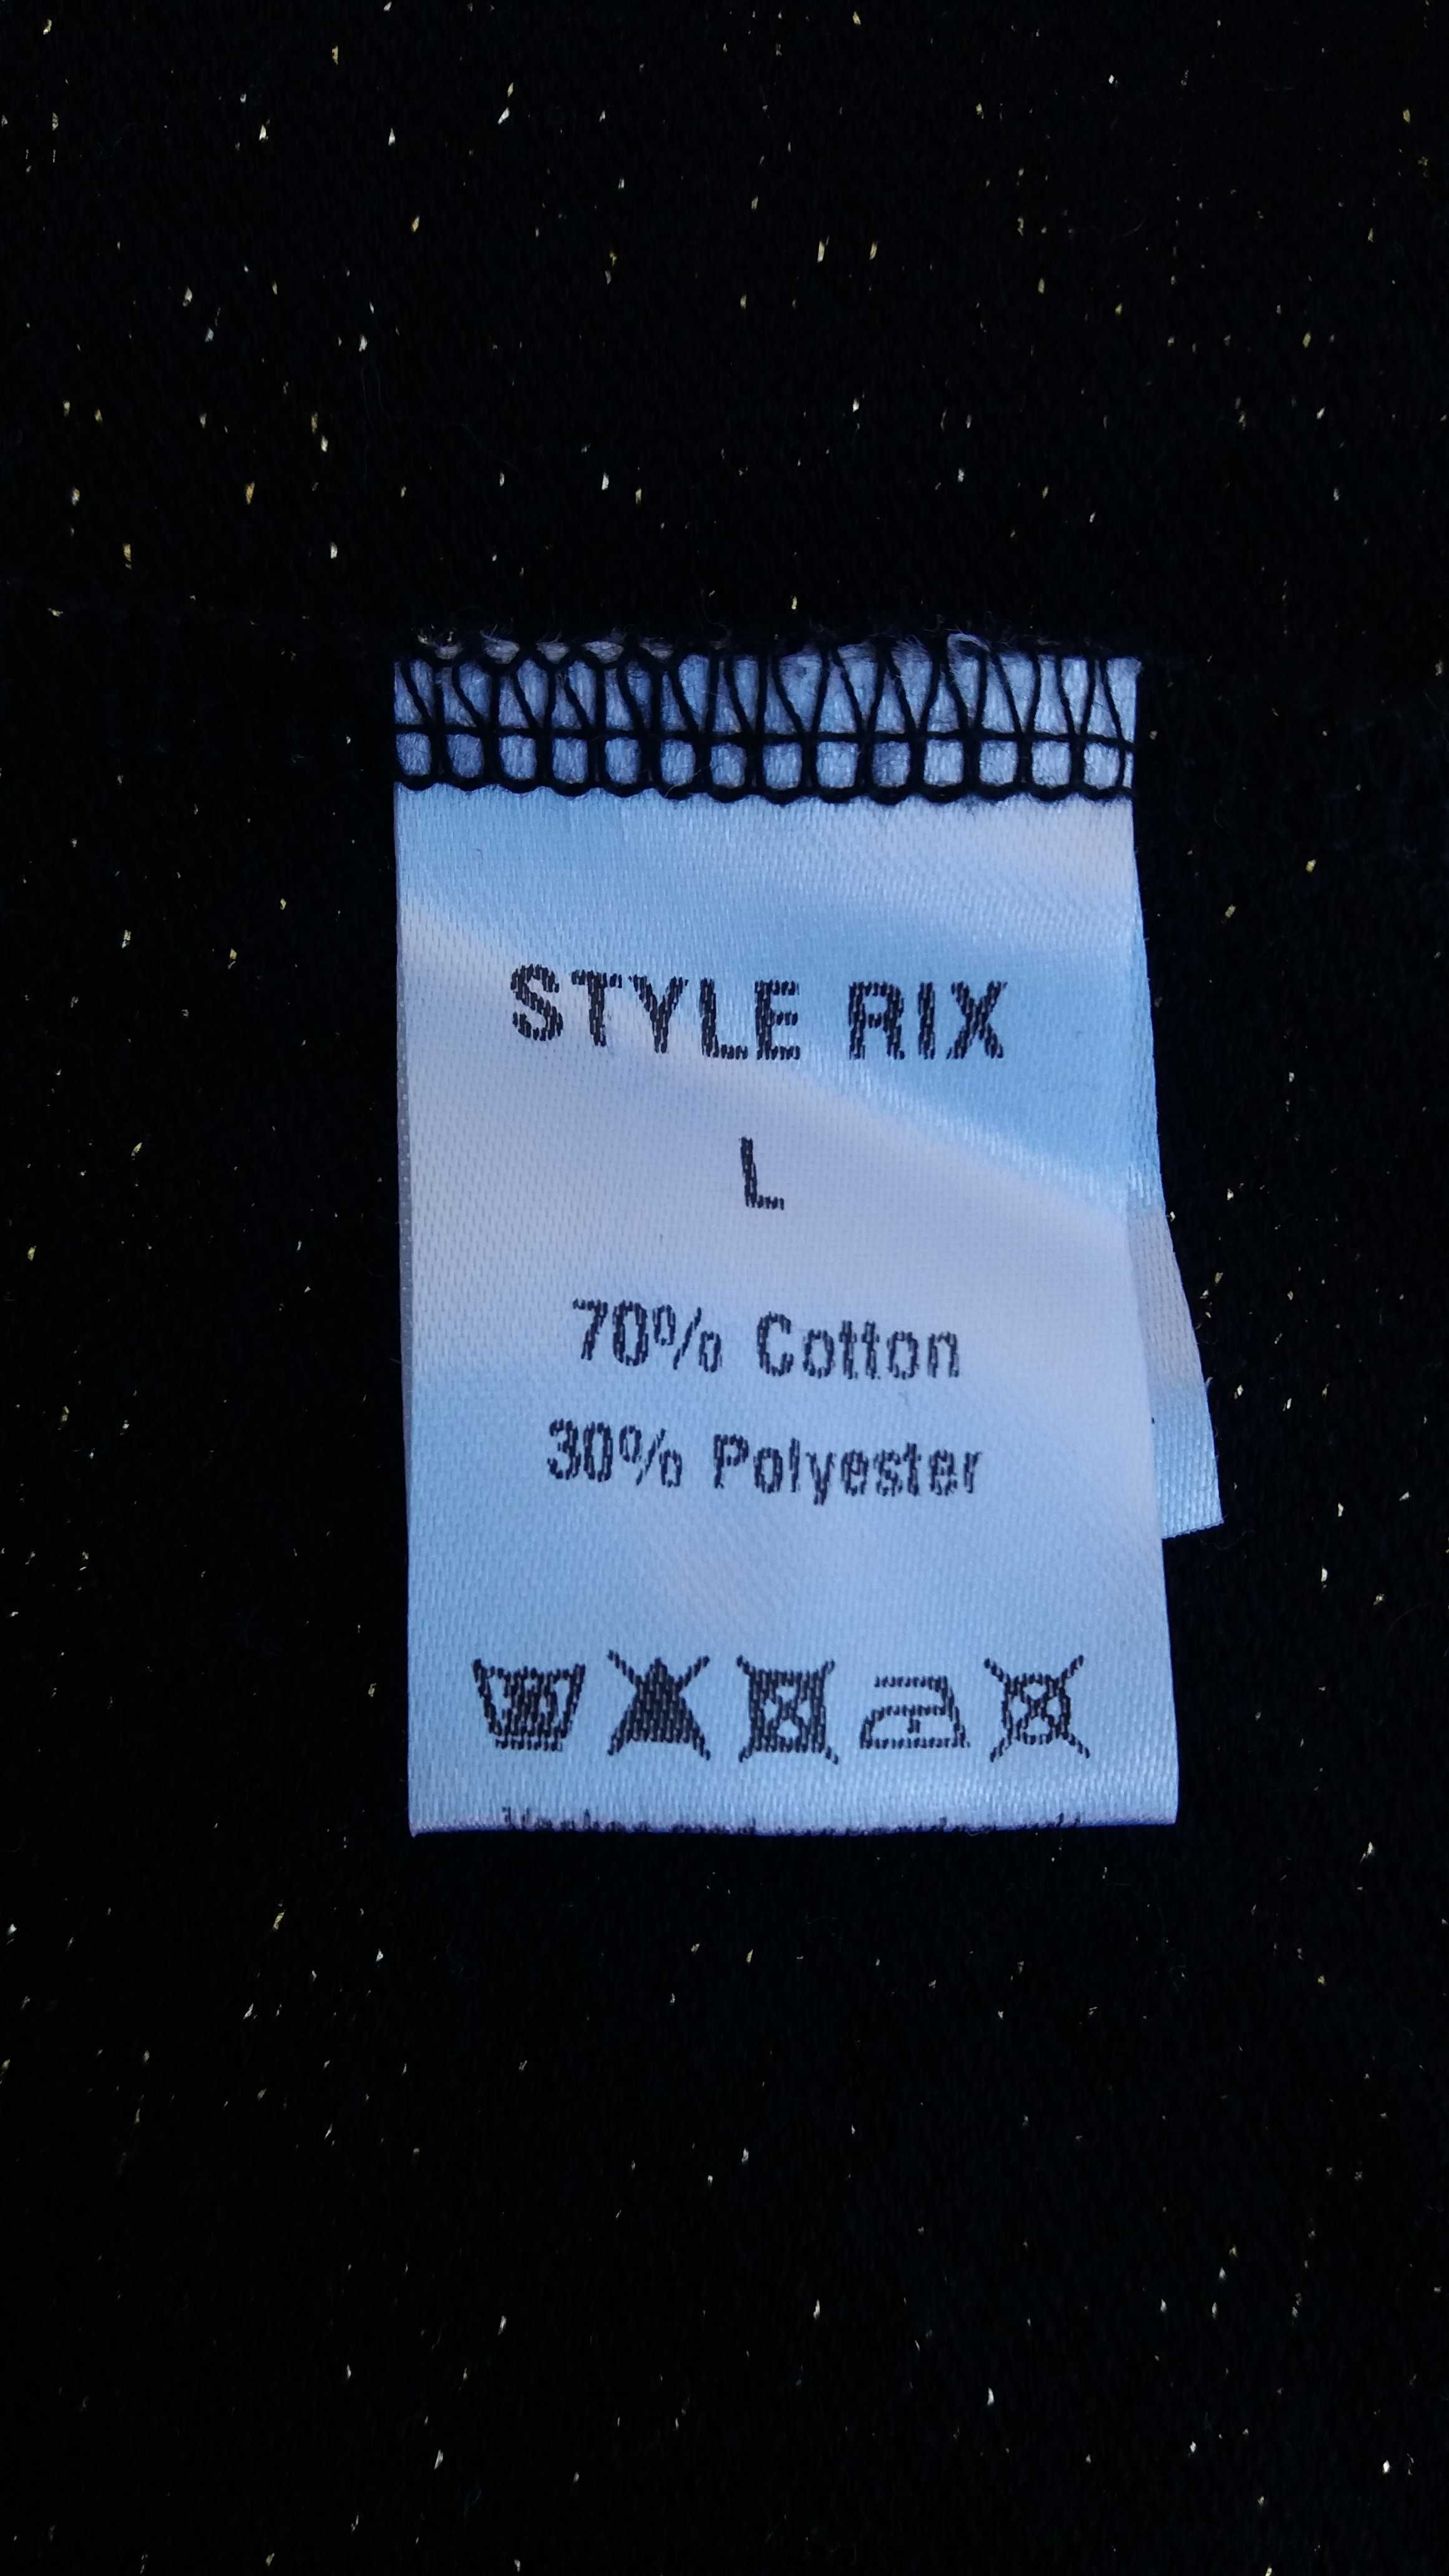 STYLE RIX
L
70% Cotton
30% Polyester